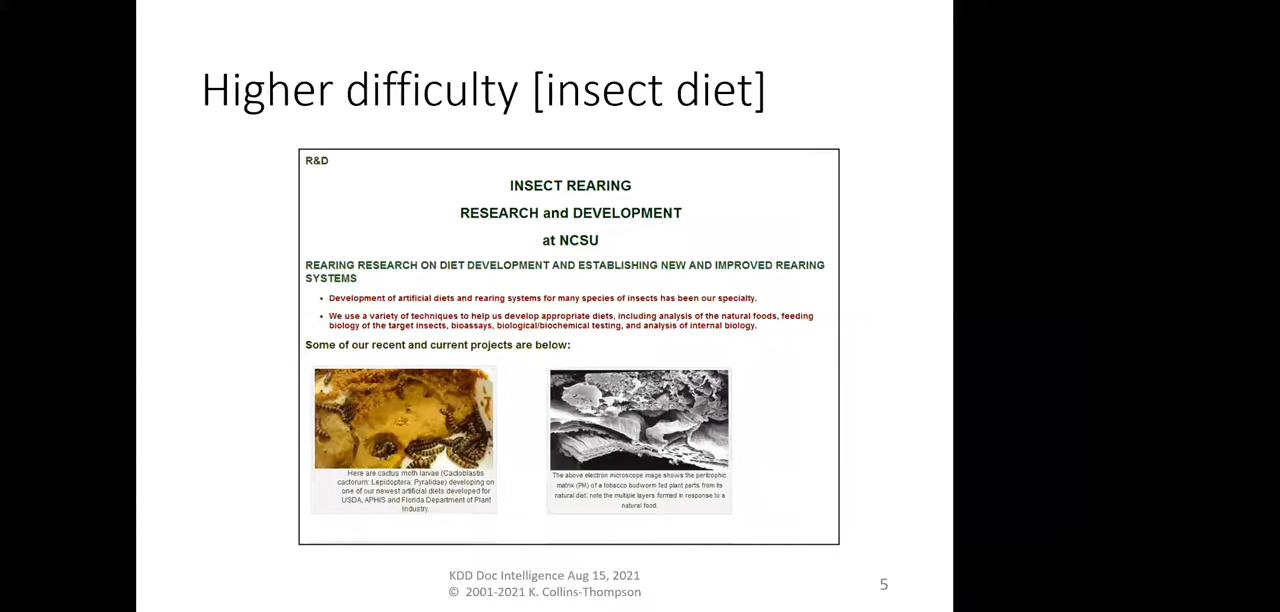 Higher difficulty [insect diet]
R&D
INSECT REARING
RESEARCH and DEVELOPMENT
at NCSU
REARING RESEARCH ON DIET DEVELOPMENT AND ESTABLISHING NEW AND IMPROVED REARING
SYSTEMS
• Development of artificial diets and rearing systems for many species of insects has been our specialty.
• We use a variety of techniques to help us develop appropriate diets, including analysis of the natural foods, feeding
biology of the target insects, bioassays, biological/biochemical testing, and analysis of internal biology.
Some of our recent and current projects are below:
Here are cactus moth larvae (Cactoblastis
cactorum: Lepidoptera: Pyralidae) developing on
one of our newest artificial diets developed for
USDA, APHIS and Florida Department of Plant
Industry.
The above electron microscope image shows the peritrophic
matrix (PM) of a tobacco budworm fed plant parts from its
natural diet; note the multiple layers formed in response to a
natural food.
KDD Doc Intelligence Aug 15, 2021
© 2001-2021 K. Collins-Thompson
5